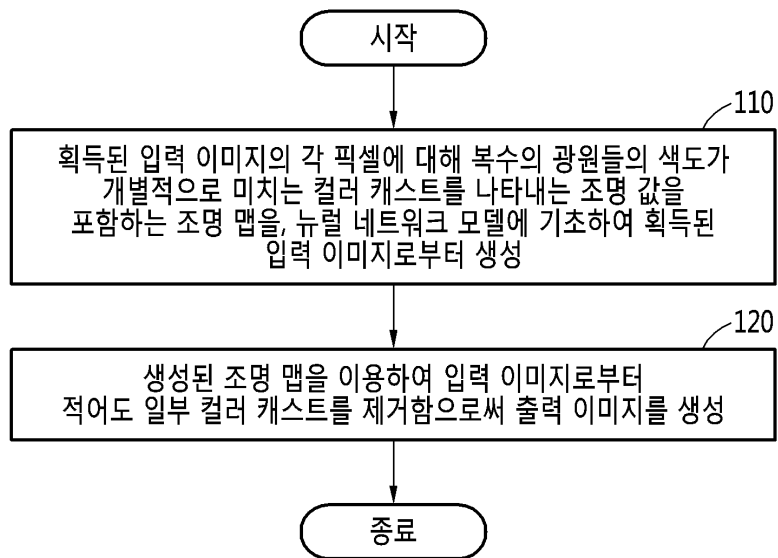 시작
110
획득된 입력 이미지의 각 픽셀에 대해 복수의 광원들의 색도가
개별적으로 미치는 컬러 캐스트를 나타내는 조명 값을
포함하는 조명 맵을, 뉴럴 네트워크 모델에 기초하여 획득된
입력 이미지로부터 생성
120
생성된 조명 맵을 이용하여 입력 이미지로부터
적어도 일부 컬러 캐스트를 제거함으로써 출력 이미지를 생성
종료